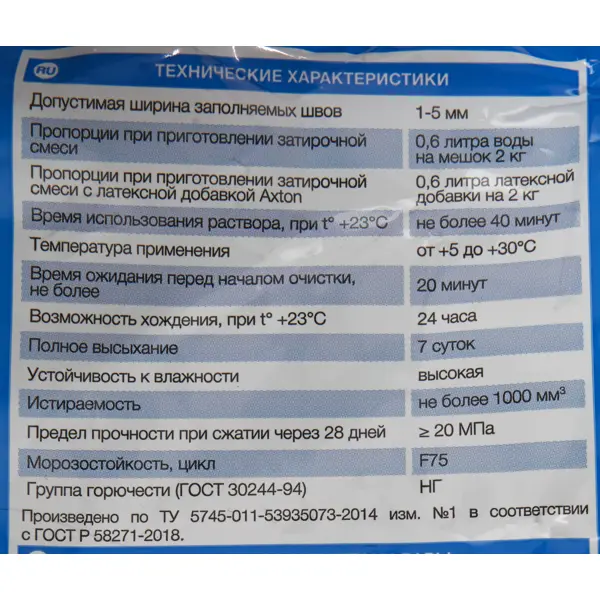 RU
ТЕХНИЧЕСКИЕ ХАРАКТЕРИСТИКИ
Допустимая ширина заполняемых швов 1-5 мм
Пропорции при приготовлении затирочной 0,6 литра воды
смеси на мешок 2 кг
Пропорции при приготовлении затирочной 0,6 литра латексной
смеси с латексной добавкой Axton добавки на 2 кг
Время использования раствора, при t° +23°C не более 40 минут
Температура применения от +5 до +30°C
Время ожидания перед началом очистки, 20 минут
не более
Возможность хождения, при t° +23°C 24 часа
Полное высыхание 7 суток
Устойчивость к влажности высокая
Истираемость не более 1000 мм³
Предел прочности при сжатии через 28 дней ≥ 20 МПа
Морозостойкость, цикл F75
Группа горючести (ГОСТ 30244-94) НГ
Произведено по ТУ 5745-011-53935073-2014 изм. №1 в соответствии
с ГОСТ Р 58271-2018.